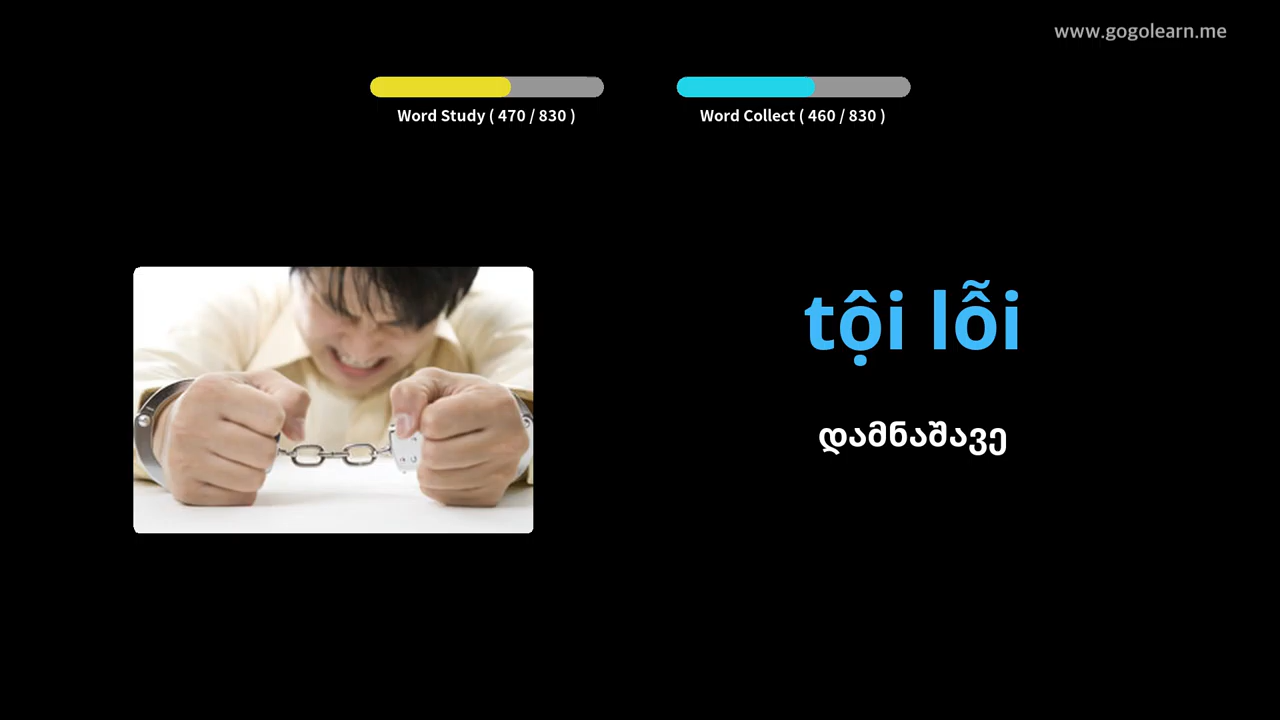 www.gogolearn.me
Word Study ( 470 / 830 )
Word Collect ( 460 / 830 )
tội lỗi
დამნაშავე